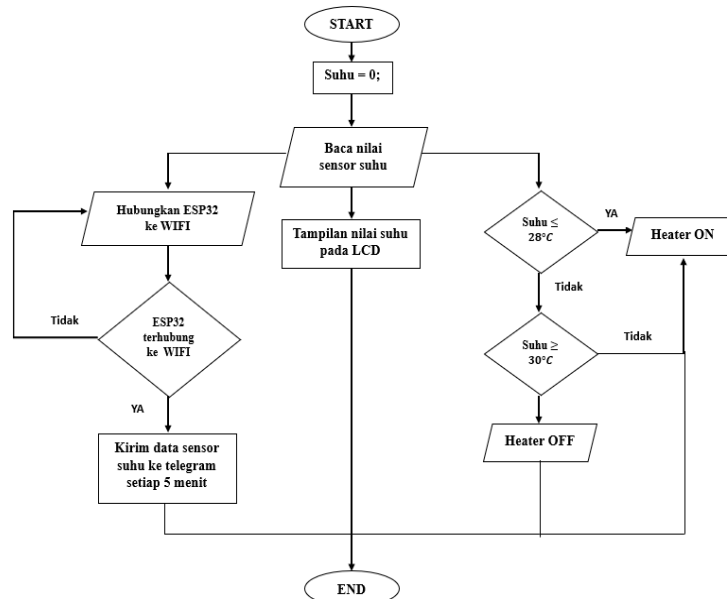 START
Suhu = 0;
Baca nilai
sensor suhu
Hubungkan ESP32
ke WIFI
Tampilan nilai suhu
pada LCD
Suhu ≤
28°C
YA
Heater ON
Tidak
ESP32
terhubung
ke WIFI
Tidak
Suhu ≥
30°C
Tidak
YA
Kirim data sensor
suhu ke telegram
setiap 5 menit
Heater OFF
END